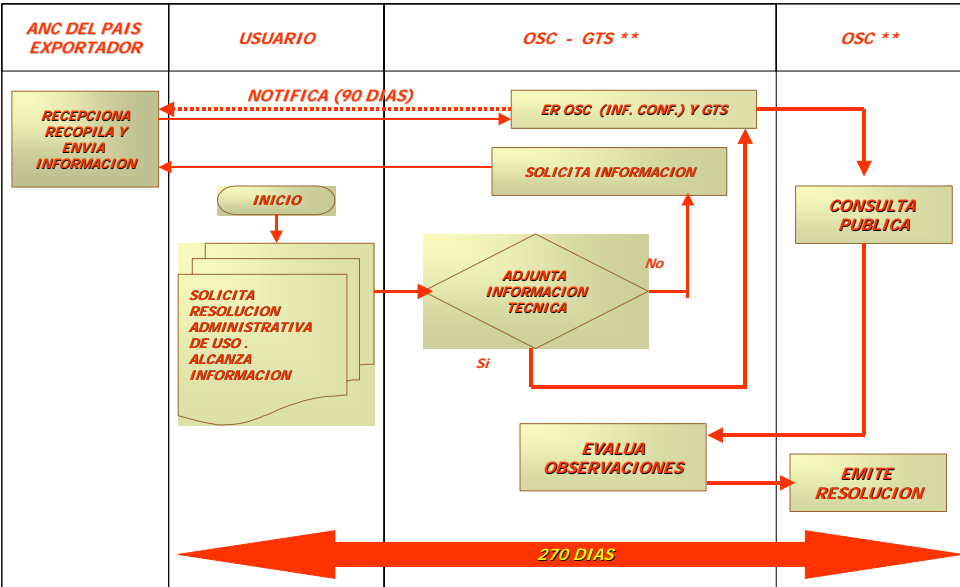 ANC DEL PAIS
EXPORTADOR
USUARIO
OSC - GTS **
OSC **
NOTIFICA (90 DIAS)
RECEPCIONA
RECOPILA Y
ENVIA
INFORMACION
ER OSC (INF. CONF.) Y GTS
SOLICITA INFORMACION
INICIO
CONSULTA
PUBLICA
SOLICITA
RESOLUCION
ADMINISTRATIVA
DE USO .
ALCANZA
INFORMACION
ADJUNTA
INFORMACION
TECNICA
No
Si
EVALUA
OBSERVACIONES
EMITE
RESOLUCION
270 DIAS